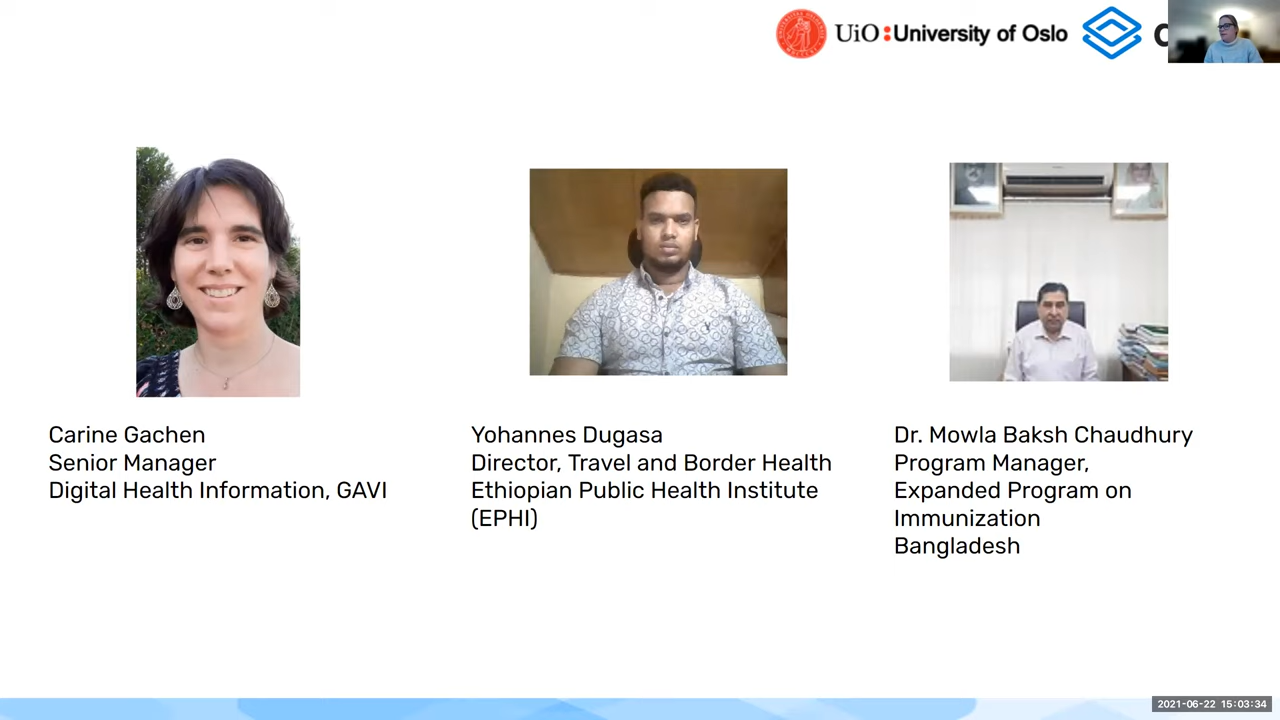 UiO:University of Oslo
Carine Gachen
Senior Manager
Digital Health Information, GAVI
Yohannes Dugasa
Director, Travel and Border Health
Ethiopian Public Health Institute
(EPHI)
Dr. Mowla Baksh Chaudhury
Program Manager,
Expanded Program on
Immunization
Bangladesh
2021-06-22 15:03:34